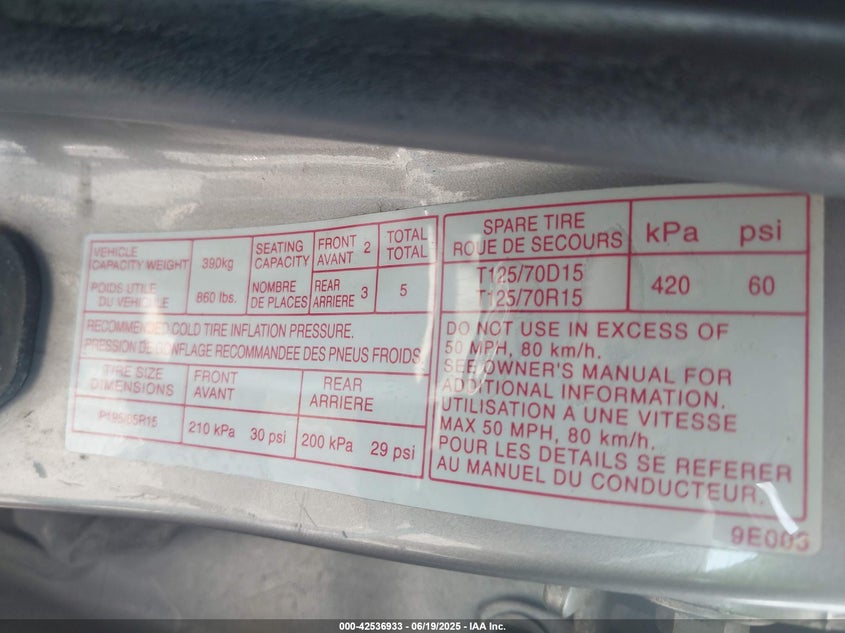 VEHICLE CAPACITY WEIGHT
POIDS UTILE DU VEHICULE
390kg
860 lbs.
SEATING CAPACITY
NOMBRE DE PLACES
FRONT AVANT 2
REAR ARRIERE 3
TOTAL
TOTAL
5
RECOMMENDED COLD TIRE INFLATION PRESSURE.
PRESSION DE GONFLAGE RECOMMANDEE DES PNEUS FROIDS
TIRE SIZE
DIMENSIONS
FRONT
AVANT
REAR
ARRIERE
P195/65R15
210 kPa 30 psi
200 kPa 29 psi
SPARE TIRE
ROUE DE SECOURS
kPa psi
T125/70D15
T125/70R15
420 60
DO NOT USE IN EXCESS OF
50 MPH, 80 km/h.
SEE OWNER'S MANUAL FOR
ADDITIONAL INFORMATION.
UTILISATION A UNE VITESSE
MAX 50 MPH, 80 km/h.
POUR LES DETAILS SE REFERER
AU MANUEL DU CONDUCTEUR.
9E003
000-42536933 - 06/19/2025 - IAA Inc.